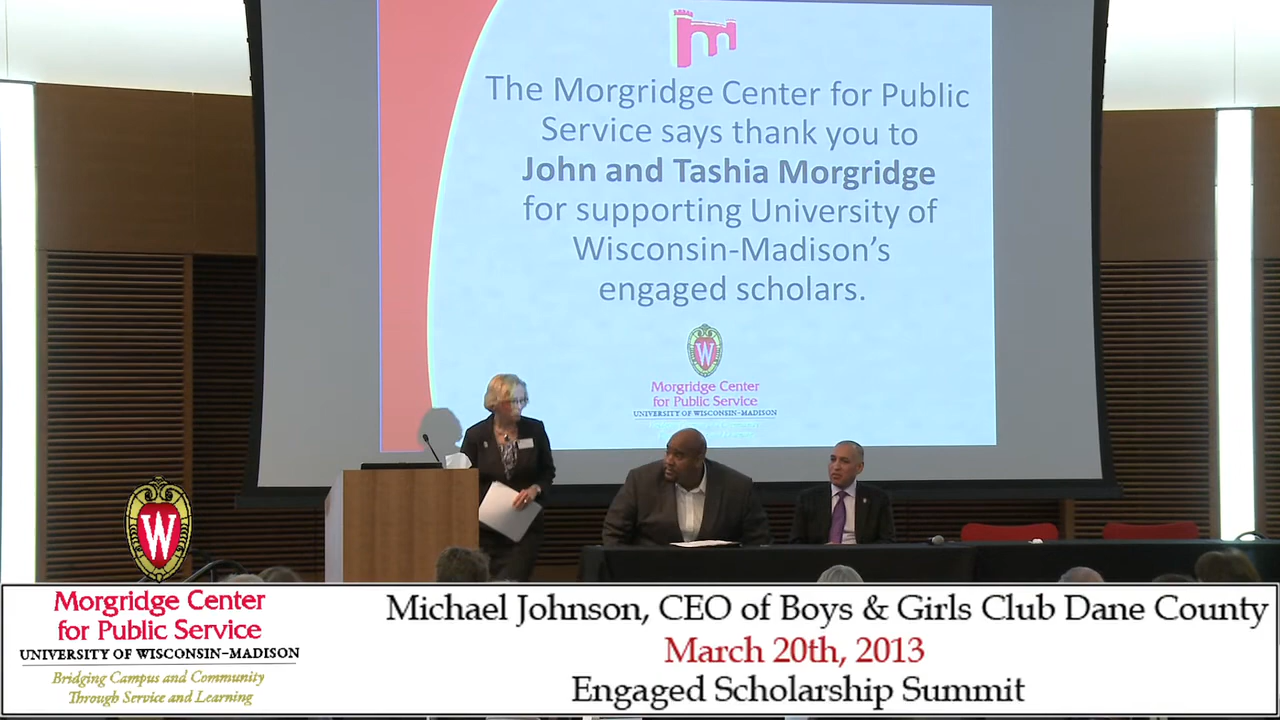 The Morgridge Center for Public
Service says thank you to
John and Tashia Morgridge
for supporting University of
Wisconsin-Madison's
engaged scholars.
W
Morgridge Center
for Public Service
UNIVERSITY OF WISCONSIN–MADISON
W
Morgridge Center
for Public Service
UNIVERSITY OF WISCONSIN–MADISON
Bridging Campus and Community
Through Service and Learning
Michael Johnson, CEO of Boys & Girls Club Dane County
March 20th, 2013
Engaged Scholarship Summit